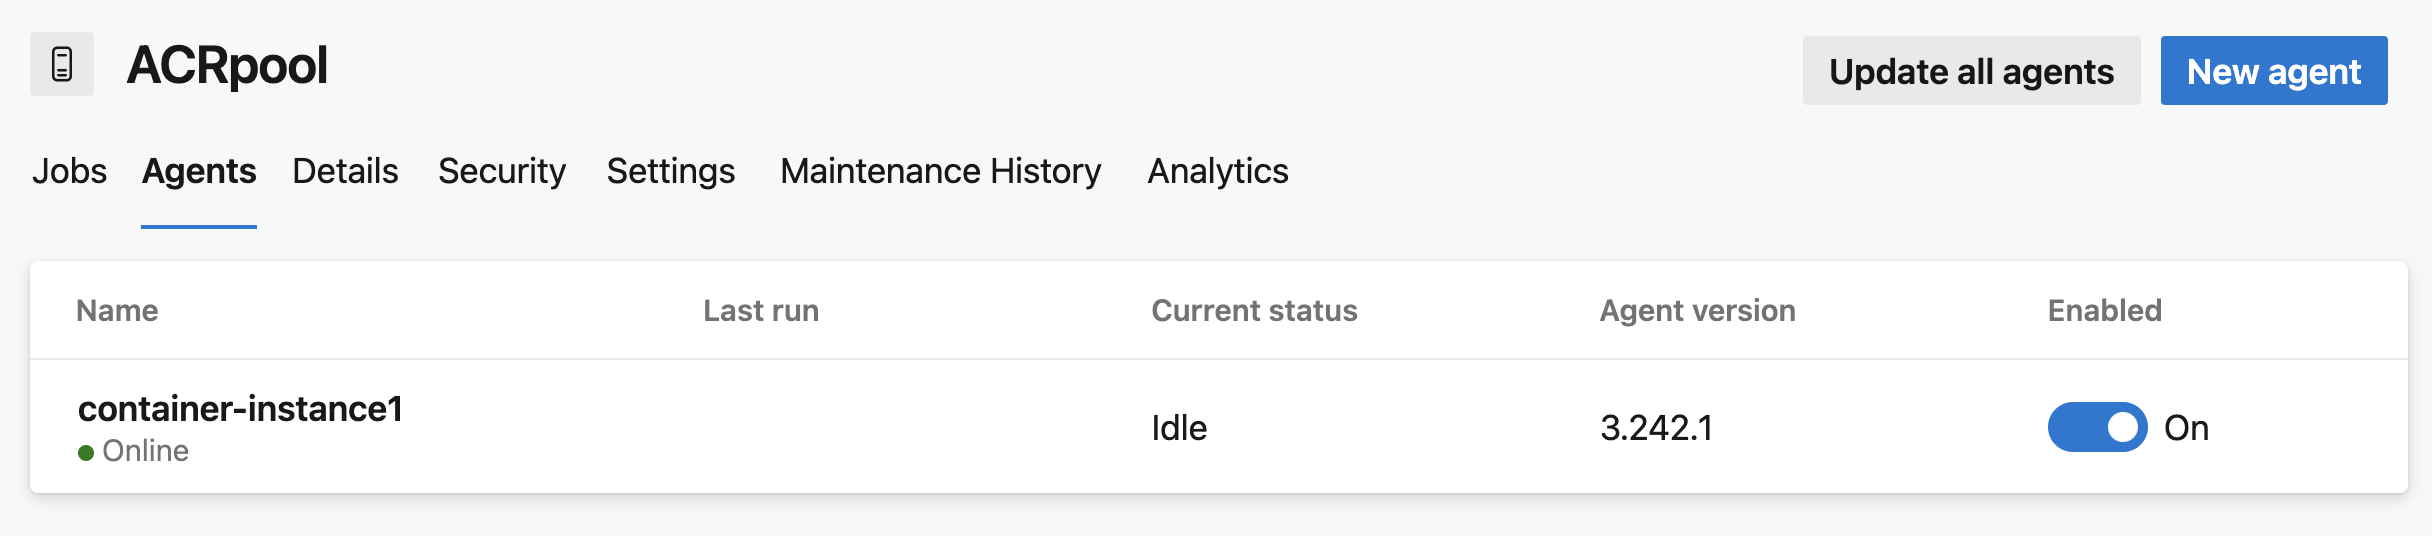 ACRpool
Update all agents
New agent
Jobs Agents Details Security Settings Maintenance History Analytics
Name Last run Current status Agent version Enabled
container-instance1
Online
Idle 3.242.1 On